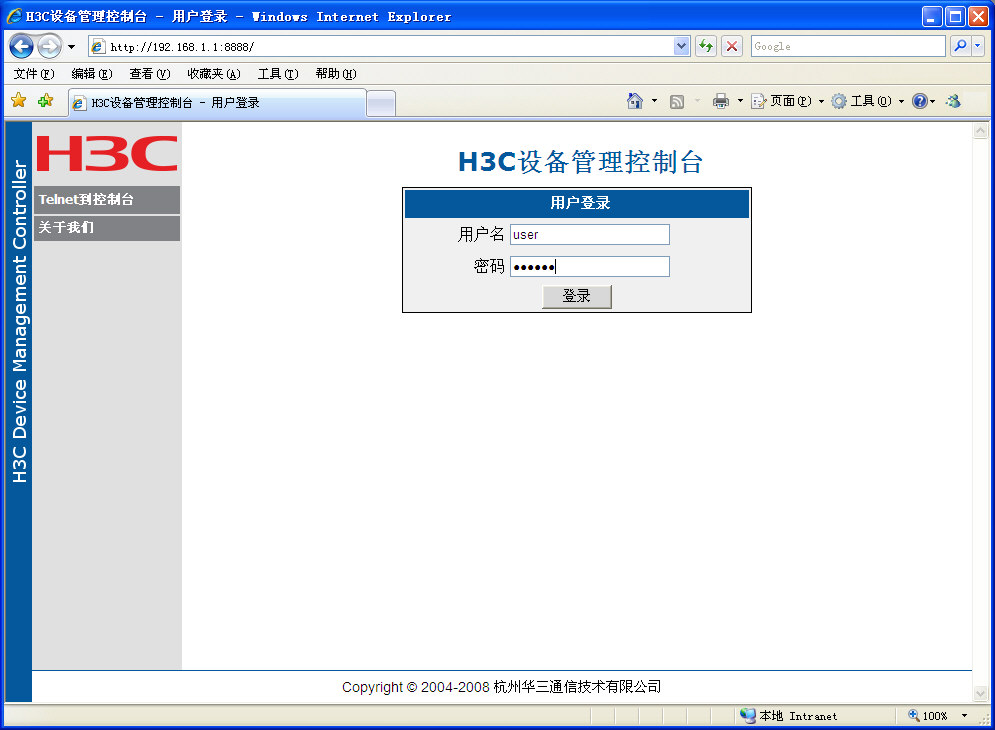 H3C设备管理控制台 - 用户登录 - Windows Internet Explorer
http://192.168.1.1:8888/
Google
文件(F) 编辑(E) 查看(V) 收藏夹(A) 工具(T) 帮助(H)
H3C设备管理控制台 - 用户登录
页面(P) 工具(O)
H3C Device Management Controller
H3C
Telnet到控制台
关于我们
H3C设备管理控制台
用户登录
用户名 user
密码 ••••••
登录
Copyright © 2004-2008 杭州华三通信技术有限公司
本地 Intranet 100%